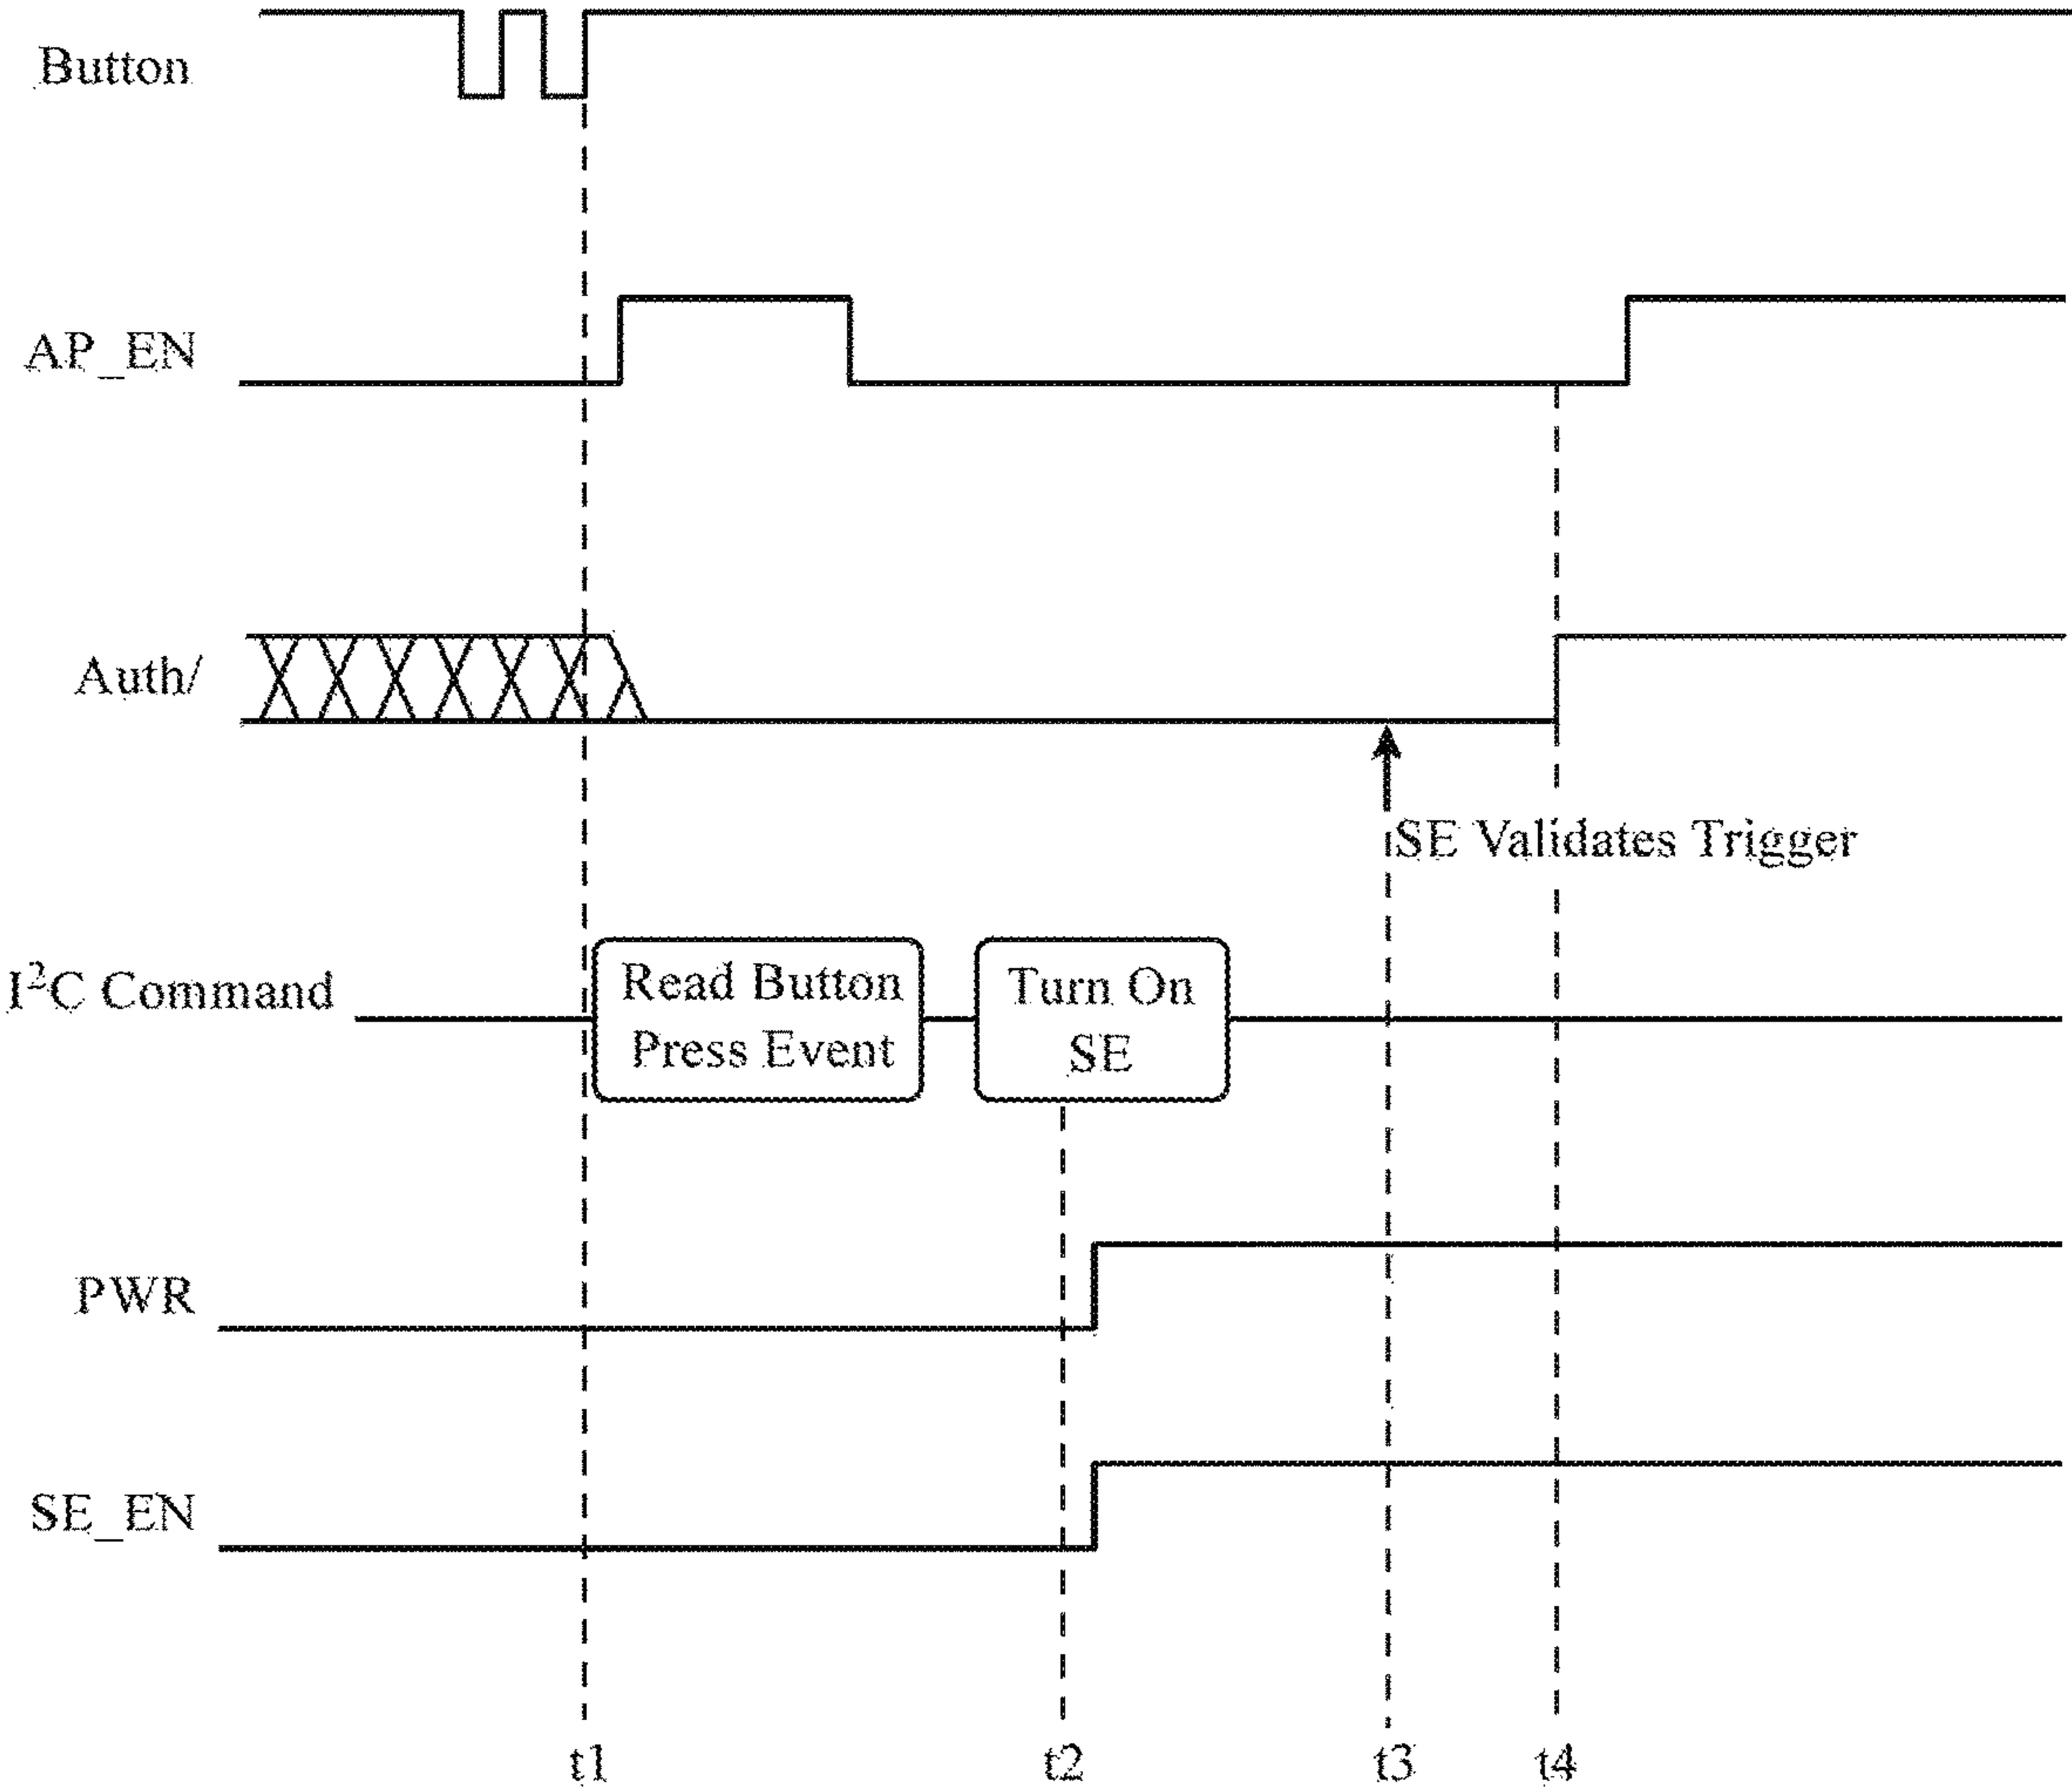 Button
AP_EN
Auth/
SE Validates Trigger
I²C Command
Read Button
Press Event
Turn On
SE
PWR
SE_EN
t1
t2
t3
t4